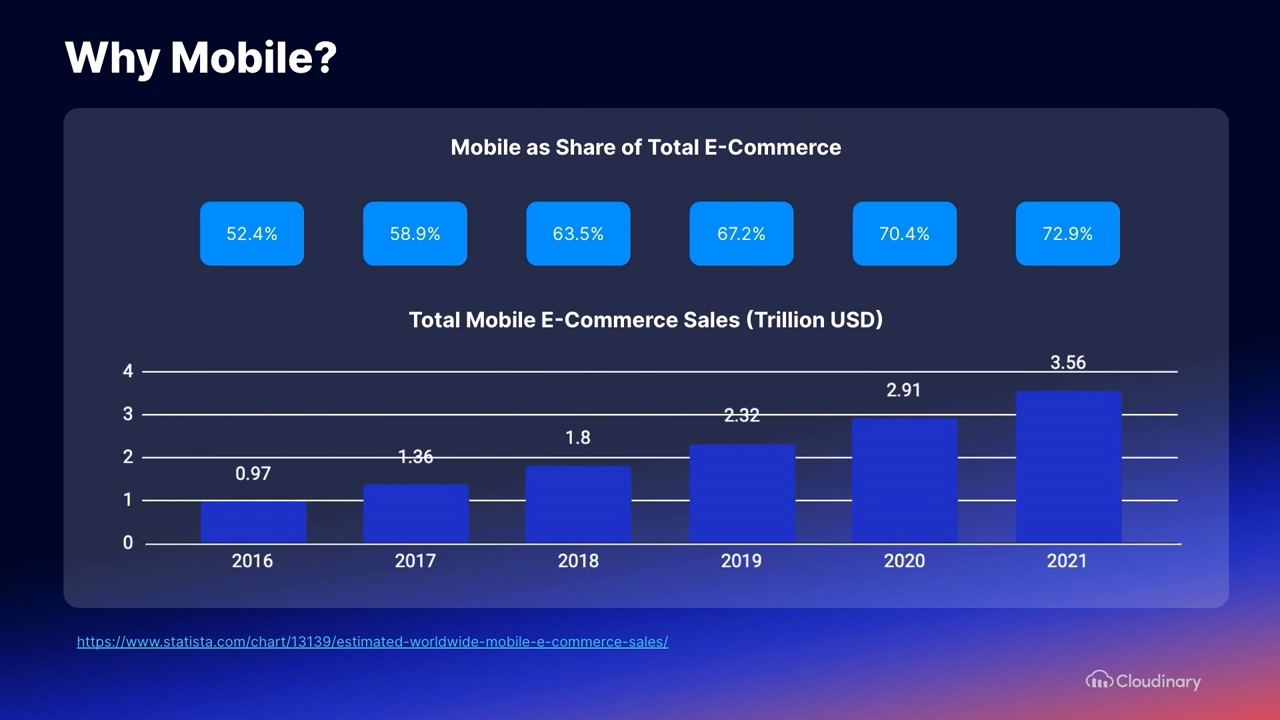 Why Mobile?
Mobile as Share of Total E-Commerce
52.4% 58.9% 63.5% 67.2% 70.4% 72.9%
Total Mobile E-Commerce Sales (Trillion USD)
4
3
2
1
0
0.97 1.36 1.8 2.32 2.91 3.56
2016 2017 2018 2019 2020 2021
https://www.statista.com/chart/13139/estimated-worldwide-mobile-e-commerce-sales/
Cloudinary